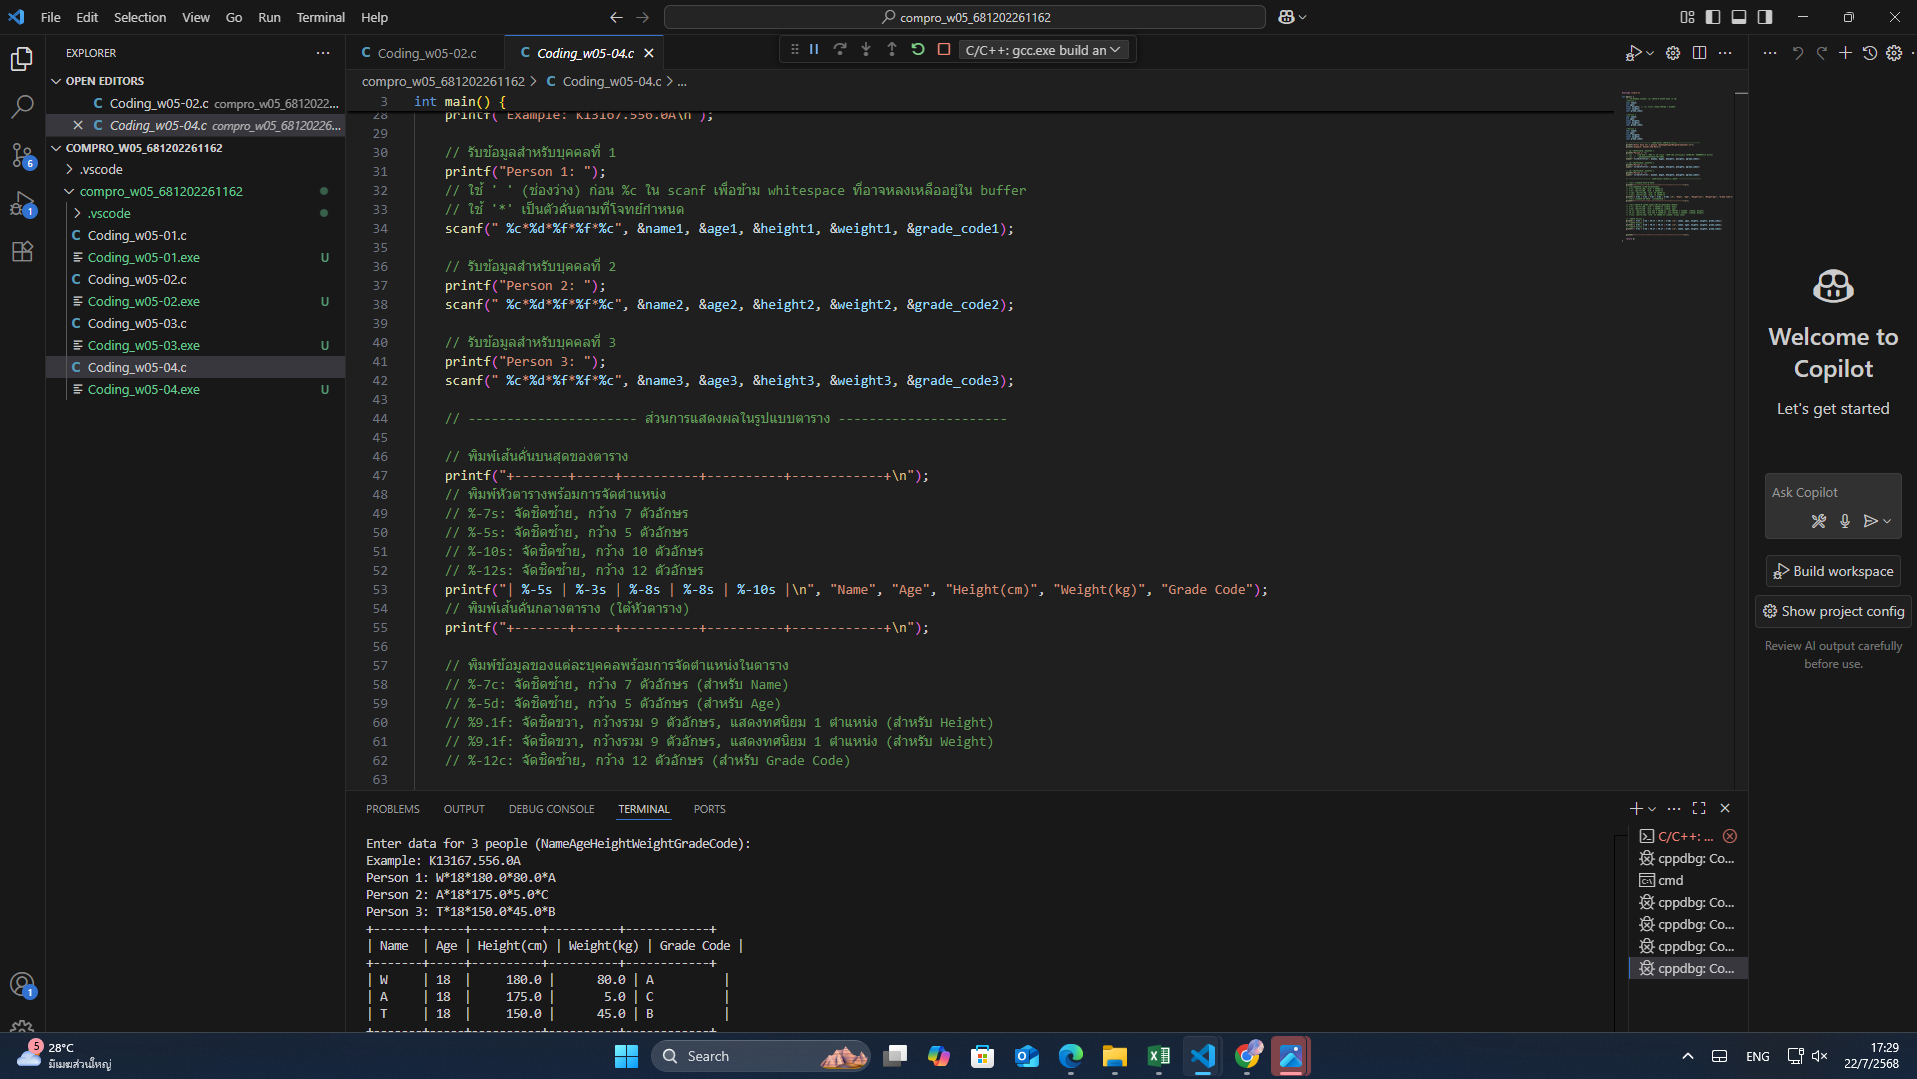 File Edit Selection View Go Run Terminal Help
compro_w05_681202261162
EXPLORER
OPEN EDITORS
Coding_w05-02.c compro_w05_6812022...
Coding_w05-04.c compro_w05_68120226...
COMPRO_W05_681202261162
.vscode
compro_w05_681202261162
.vscode
Coding_w05-01.c
Coding_w05-01.exe U
Coding_w05-02.c
Coding_w05-02.exe U
Coding_w05-03.c
Coding_w05-03.exe U
Coding_w05-04.c
Coding_w05-04.exe U
6
1
1
Coding_w05-02.c
Coding_w05-04.c
C/C++: gcc.exe build an
compro_w05_681202261162 > Coding_w05-04.c > ...
3 int main() {
28 printf("Example: K13167.556.0A\n");
29
30 // รับข้อมูลสำหรับบุคคลที่ 1
31 printf("Person 1: ");
32 // ใช้ ' ' (ช่องว่าง) ก่อน %c ใน scanf เพื่อข้าม whitespace ที่อาจหลงเหลืออยู่ใน buffer
33 // ใช้ '*' เป็นตัวคั่นตามที่โจทย์กำหนด
34 scanf(" %c*%d*%f*%f*%c", &name1, &age1, &height1, &weight1, &grade_code1);
35
36 // รับข้อมูลสำหรับบุคคลที่ 2
37 printf("Person 2: ");
38 scanf(" %c*%d*%f*%f*%c", &name2, &age2, &height2, &weight2, &grade_code2);
39
40 // รับข้อมูลสำหรับบุคคลที่ 3
41 printf("Person 3: ");
42 scanf(" %c*%d*%f*%f*%c", &name3, &age3, &height3, &weight3, &grade_code3);
43
44 // ---------------------- ส่วนการแสดงผลในรูปแบบตาราง ----------------------
45
46 // พิมพ์เส้นคั่นบนสุดของตาราง
47 printf("+-------+-----+----------+----------+------------+\n");
48 // พิมพ์หัวตารางพร้อมการจัดตำแหน่ง
49 // %-7s: จัดชิดซ้าย, กว้าง 7 ตัวอักษร
50 // %-5s: จัดชิดซ้าย, กว้าง 5 ตัวอักษร
51 // %-10s: จัดชิดซ้าย, กว้าง 10 ตัวอักษร
52 // %-12s: จัดชิดซ้าย, กว้าง 12 ตัวอักษร
53 printf("| %-5s | %-3s | %-8s | %-8s | %-10s |\n", "Name", "Age", "Height(cm)", "Weight(kg)", "Grade Code");
54 // พิมพ์เส้นคั่นกลางตาราง (ใต้หัวตาราง)
55 printf("+-------+-----+----------+----------+------------+\n");
56
57 // พิมพ์ข้อมูลของแต่ละบุคคลพร้อมการจัดตำแหน่งในตาราง
58 // %-7c: จัดชิดซ้าย, กว้าง 7 ตัวอักษร (สำหรับ Name)
59 // %-5d: จัดชิดซ้าย, กว้าง 5 ตัวอักษร (สำหรับ Age)
60 // %9.1f: จัดชิดขวา, กว้างรวม 9 ตัวอักษร, แสดงทศนิยม 1 ตำแหน่ง (สำหรับ Height)
61 // %9.1f: จัดชิดขวา, กว้างรวม 9 ตัวอักษร, แสดงทศนิยม 1 ตำแหน่ง (สำหรับ Weight)
62 // %-12c: จัดชิดซ้าย, กว้าง 12 ตัวอักษร (สำหรับ Grade Code)
63
PROBLEMS OUTPUT DEBUG CONSOLE TERMINAL PORTS
Enter data for 3 people (NameAgeHeightWeightGradeCode):
Example: K13167.556.0A
Person 1: W*18*180.0*80.0*A
Person 2: A*18*175.0*5.0*C
Person 3: T*18*150.0*45.0*B
+-------+-----+----------+----------+------------+
| Name  | Age | Height(cm) | Weight(kg) | Grade Code |
+-------+-----+----------+----------+------------+
| W     | 18  |     180.0 |      80.0 | A          |
| A     | 18  |     175.0 |       5.0 | C          |
| T     | 18  |     150.0 |      45.0 | B          |
+-------+-----+----------+----------+------------+
C/C++: ...
cppdbg: Co...
cmd
cppdbg: Co...
cppdbg: Co...
cppdbg: Co...
cppdbg: Co...
Welcome to
Copilot
Let's get started
Ask Copilot
Build workspace
Show project config
Review AI output carefully
before use.
5
28°C
มีเมฆส่วนใหญ่
Search
ENG
17:29
22/7/2568